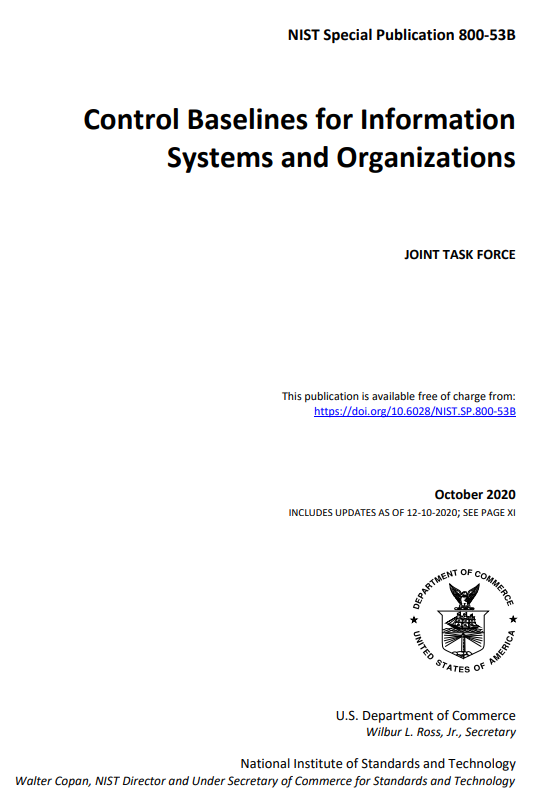 NIST Special Publication 800-53B
Control Baselines for Information
Systems and Organizations
JOINT TASK FORCE
This publication is available free of charge from:
https://doi.org/10.6028/NIST.SP.800-53B
October 2020
INCLUDES UPDATES AS OF 12-10-2020; SEE PAGE XI
DEPARTMENT OF COMMERCE
UNITED STATES OF AMERICA
U.S. Department of Commerce
Wilbur L. Ross, Jr., Secretary
National Institute of Standards and Technology
Walter Copan, NIST Director and Under Secretary of Commerce for Standards and Technology